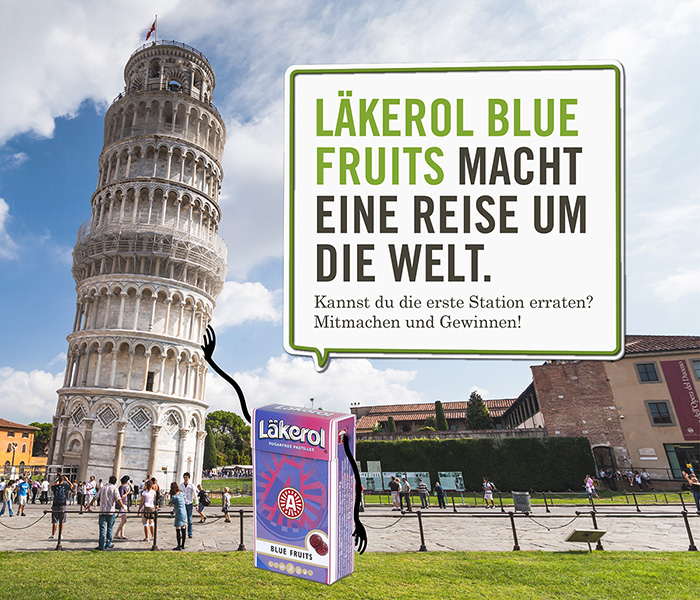 LÄKEROL BLUE
FRUITS MACHT
EINE REISE UM
DIE WELT.
Kannst du die erste Station erraten?
Mitmachen und Gewinnen!
Läkerol
SUGARFREE PASTILLES
BLUE FRUITS